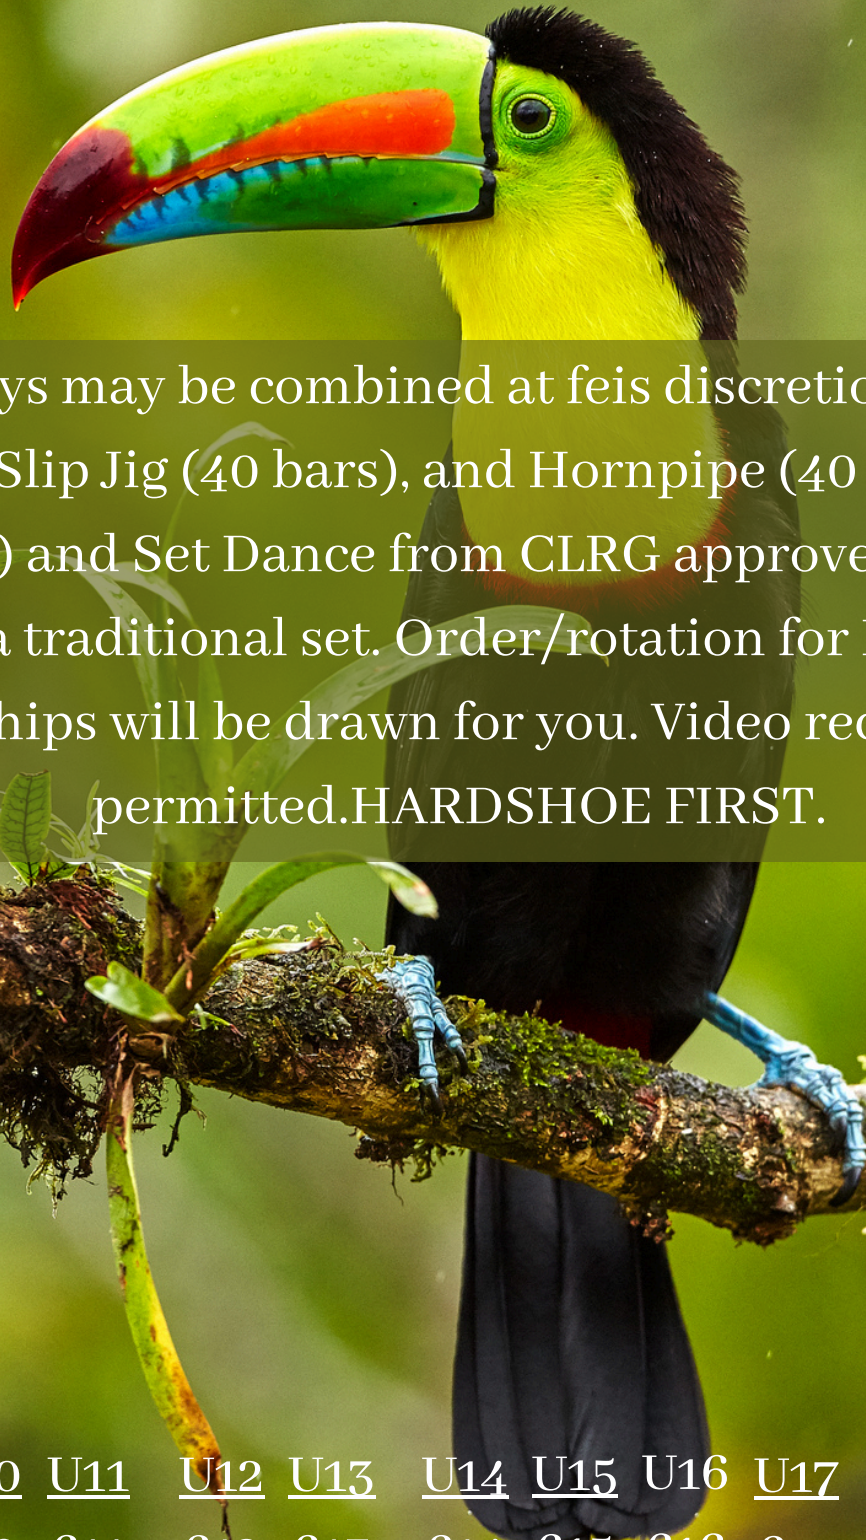 ys may be combined at feis discretio
Slip Jig (40 bars), and Hornpipe (40
) and Set Dance from CLRG approve
a traditional set. Order/rotation for
hips will be drawn for you. Video rec
permitted.HARDSHOE FIRST.
0 U11 U12 U13 U14 U15 U16 U17